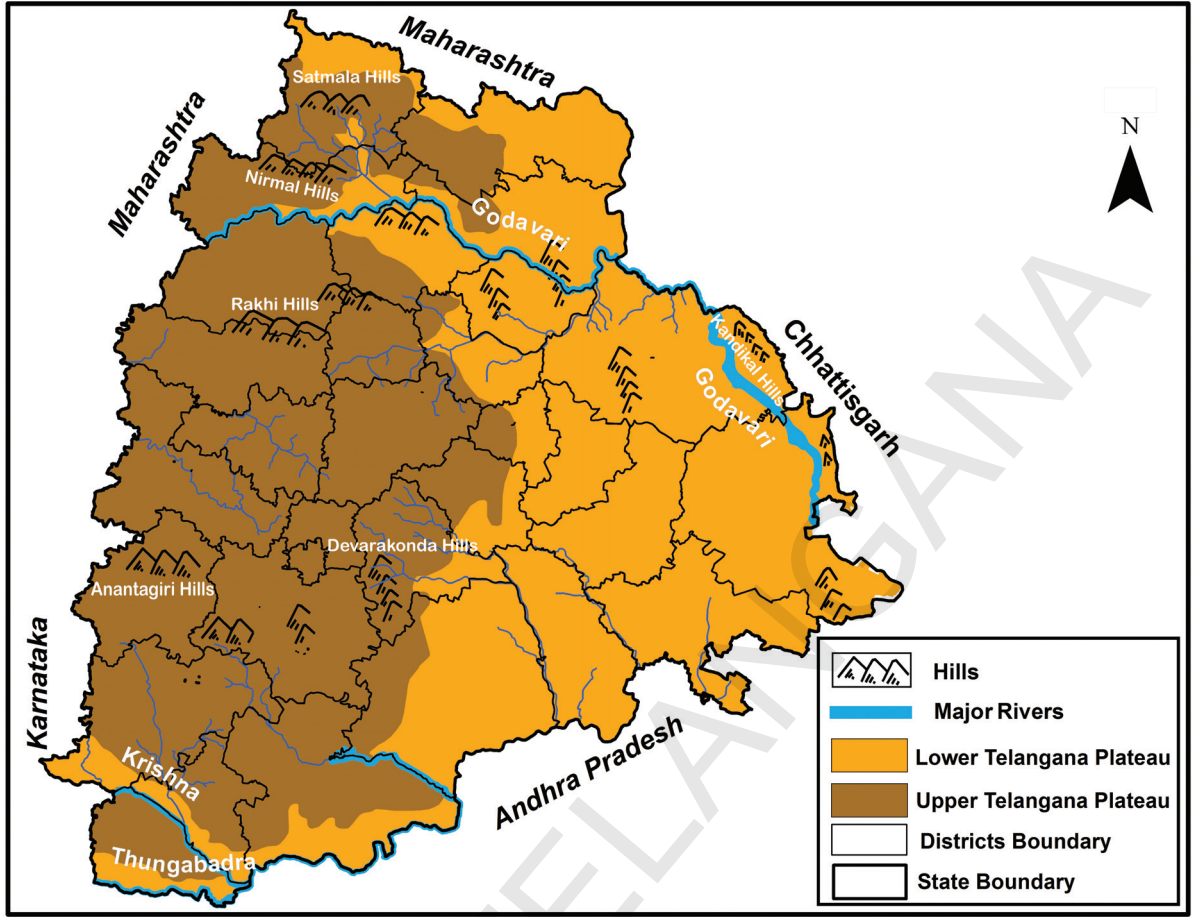 Maharashtra
Satmala Hills
Maharashtra
N
Nirmal Hills
Godavari
Rakhi Hills
Kandikal Hills
Chhattisgarh
Godavari
Devarakonda Hills
Anantagiri Hills
Karnataka
Krishna
Andhra Pradesh
Thungabadra
Hills
Major Rivers
Lower Telangana Plateau
Upper Telangana Plateau
Districts Boundary
State Boundary
TELANGANA